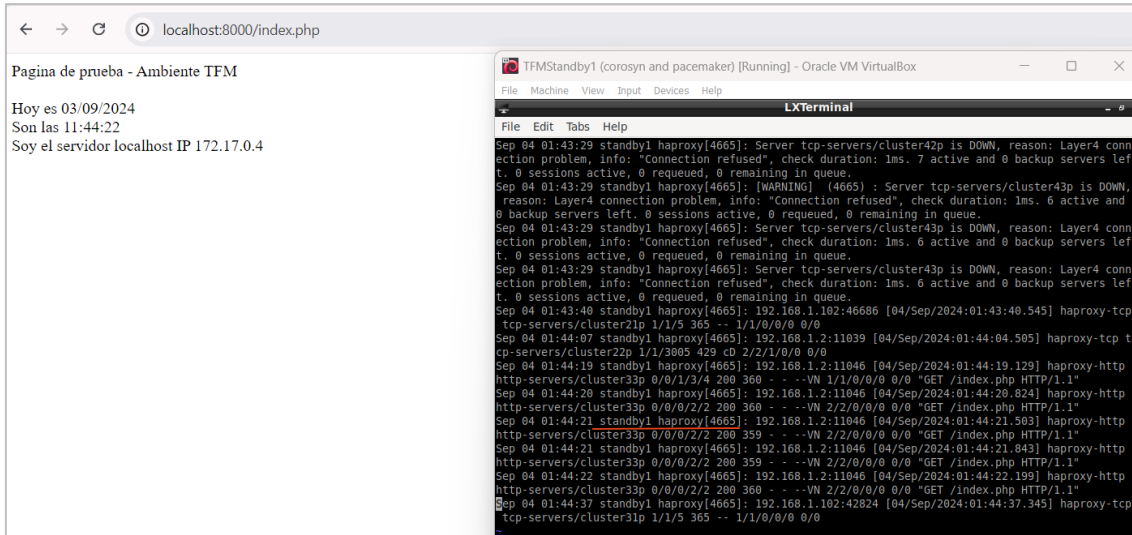 localhost:8000/index.php
Pagina de prueba - Ambiente TFM
Hoy es 03/09/2024
Son las 11:44:22
Soy el servidor localhost IP 172.17.0.4
TFMStandby1 (corosyn and pacemaker) [Running] - Oracle VM VirtualBox
File Machine View Input Devices Help
LXTerminal
File Edit Tabs Help
Sep 04 01:43:29 standby1 haproxy[4665]: Server tcp-servers/cluster42p is DOWN, reason: Layer4 conn
ection problem, info: "Connection refused", check duration: 1ms. 7 active and 0 backup servers lef
t. 0 sessions active, 0 requeued, 0 remaining in queue.
Sep 04 01:43:29 standby1 haproxy[4665]: [WARNING] (4665) : Server tcp-servers/cluster43p is DOWN,
reason: Layer4 connection problem, info: "Connection refused", check duration: 1ms. 6 active and
0 backup servers left. 0 sessions active, 0 requeued, 0 remaining in queue.
Sep 04 01:43:29 standby1 haproxy[4665]: Server tcp-servers/cluster43p is DOWN, reason: Layer4 conn
ection problem, info: "Connection refused", check duration: 1ms. 6 active and 0 backup servers lef
t. 0 sessions active, 0 requeued, 0 remaining in queue.
Sep 04 01:43:29 standby1 haproxy[4665]: Server tcp-servers/cluster43p is DOWN, reason: Layer4 conn
ection problem, info: "Connection refused", check duration: 1ms. 6 active and 0 backup servers lef
t. 0 sessions active, 0 requeued, 0 remaining in queue.
Sep 04 01:43:40 standby1 haproxy[4665]: 192.168.1.102:46686 [04/Sep/2024:01:43:40.545] haproxy-tcp
tcp-servers/cluster21p 1/1/5 365 -- 1/1/0/0/0 0/0
Sep 04 01:44:07 standby1 haproxy[4665]: 192.168.1.2:11039 [04/Sep/2024:01:44:04.505] haproxy-tcp t
cp-servers/cluster22p 1/1/3005 429 cD 2/2/1/0/0 0/0
Sep 04 01:44:19 standby1 haproxy[4665]: 192.168.1.2:11046 [04/Sep/2024:01:44:19.129] haproxy-http
http-servers/cluster33p 0/0/1/3/4 200 360 - - --VN 1/1/0/0/0 0/0 "GET /index.php HTTP/1.1"
Sep 04 01:44:20 standby1 haproxy[4665]: 192.168.1.2:11046 [04/Sep/2024:01:44:20.824] haproxy-http
http-servers/cluster33p 0/0/0/2/2 200 360 - - --VN 2/2/0/0/0 0/0 "GET /index.php HTTP/1.1"
Sep 04 01:44:21 standby1 haproxy[4665]: 192.168.1.2:11046 [04/Sep/2024:01:44:21.503] haproxy-http
http-servers/cluster33p 0/0/0/2/2 200 359 - - --VN 2/2/0/0/0 0/0 "GET /index.php HTTP/1.1"
Sep 04 01:44:21 standby1 haproxy[4665]: 192.168.1.2:11046 [04/Sep/2024:01:44:21.843] haproxy-http
http-servers/cluster33p 0/0/0/2/2 200 359 - - --VN 2/2/0/0/0 0/0 "GET /index.php HTTP/1.1"
Sep 04 01:44:22 standby1 haproxy[4665]: 192.168.1.2:11046 [04/Sep/2024:01:44:22.199] haproxy-http
http-servers/cluster33p 0/0/0/2/2 200 360 - - --VN 2/2/0/0/0 0/0 "GET /index.php HTTP/1.1"
Sep 04 01:44:37 standby1 haproxy[4665]: 192.168.1.102:42824 [04/Sep/2024:01:44:37.345] haproxy-tcp
tcp-servers/cluster31p 1/1/5 365 -- 1/1/0/0/0 0/0
~